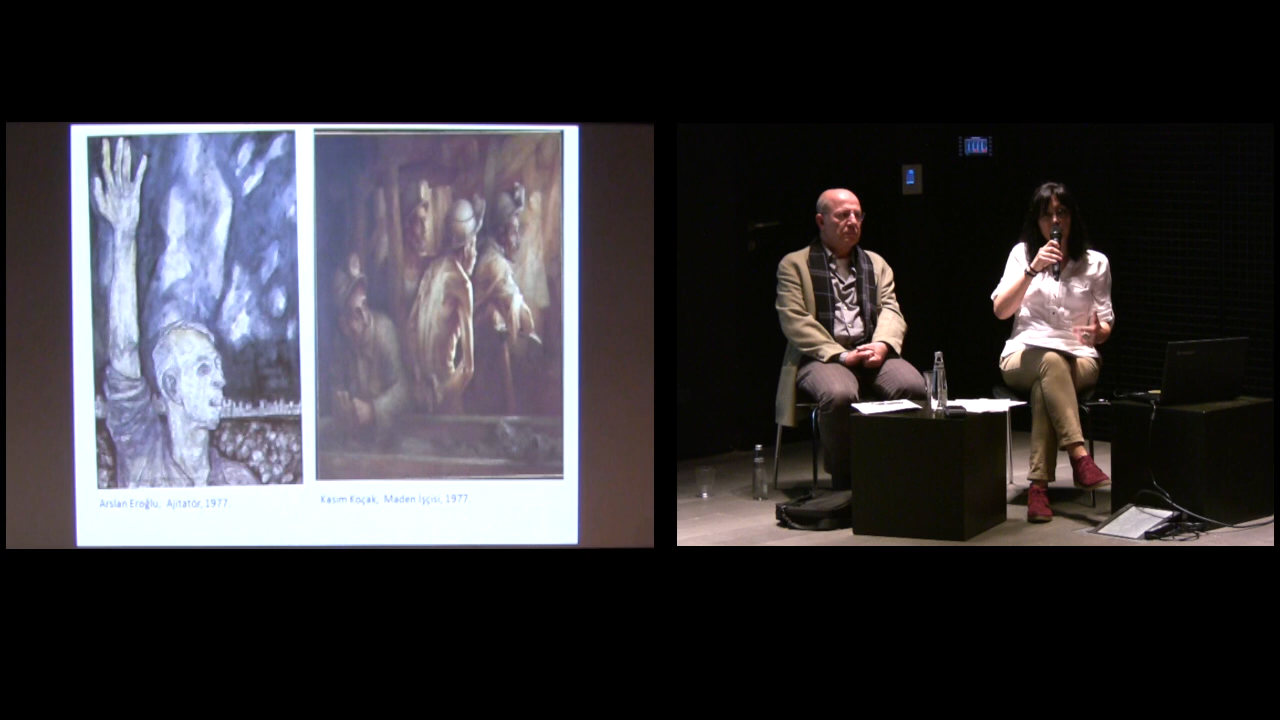 Arslan Eroğlu, Ajitatör, 1977
Kasım Koçak, Maden İşçisi, 1977.